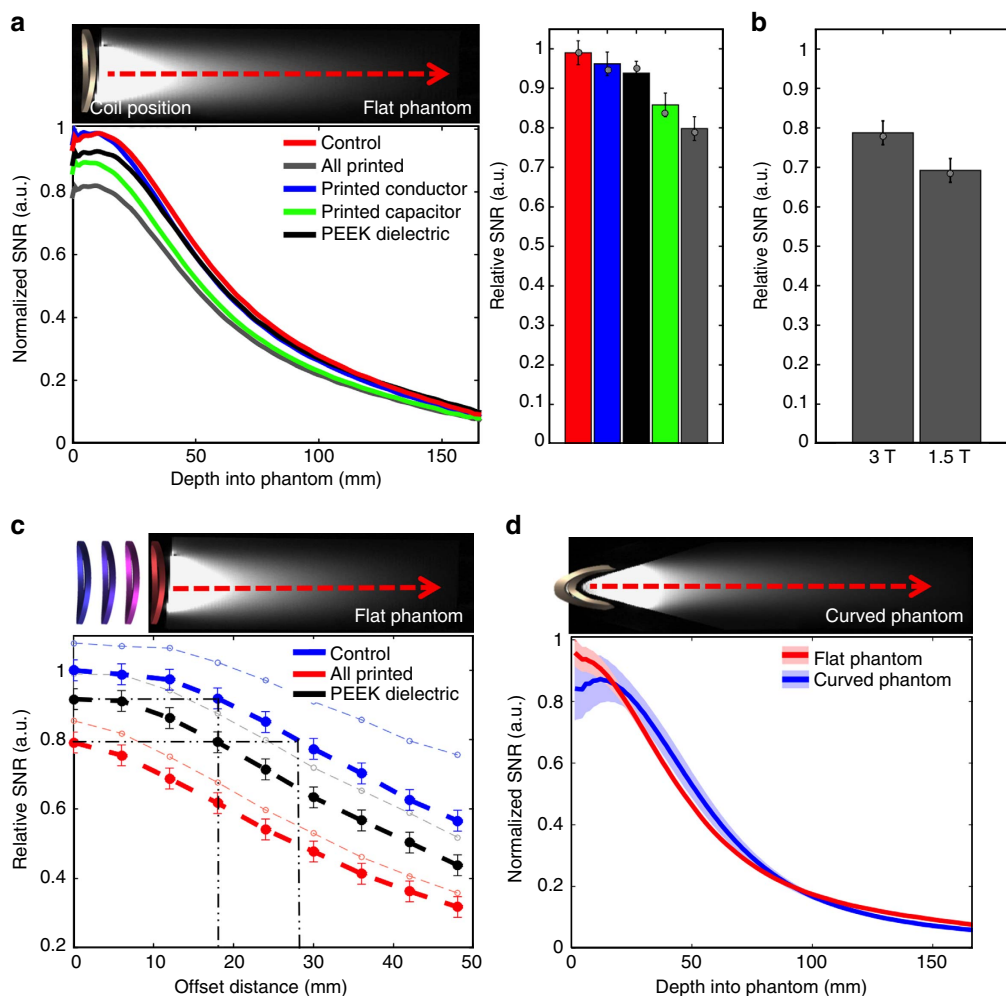 a
Coil position
Flat phantom
Normalized SNR (a.u.)
1
0.8
0.6
0.4
0.2
0
Control
All printed
Printed conductor
Printed capacitor
PEEK dielectric
0
50
100
150
Depth into phantom (mm)
Relative SNR (a.u.)
1
0.9
0.8
0.7
0.6
0.5
0.4
0.3
0.2
0.1
0
b
Relative SNR (a.u.)
1
0.9
0.8
0.7
0.6
0.5
0.4
0.3
0.2
0.1
0
3 T
1.5 T
c
Flat phantom
Relative SNR (a.u.)
1
0.8
0.6
0.4
0.2
Control
All printed
PEEK dielectric
0
10
20
30
40
50
Offset distance (mm)
d
Curved phantom
Normalized SNR (a.u.)
1
0.8
0.6
0.4
0.2
0
Flat phantom
Curved phantom
0
50
100
150
Depth into phantom (mm)